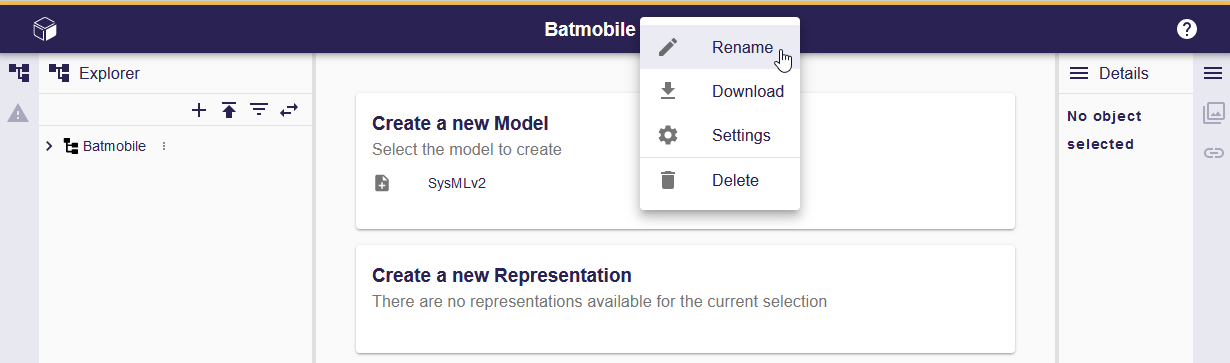 Batmobile
Rename
Download
Settings
Delete
Explorer
Batmobile
Create a new Model
Select the model to create
SysMLv2
Create a new Representation
There are no representations available for the current selection
Details
No object
selected